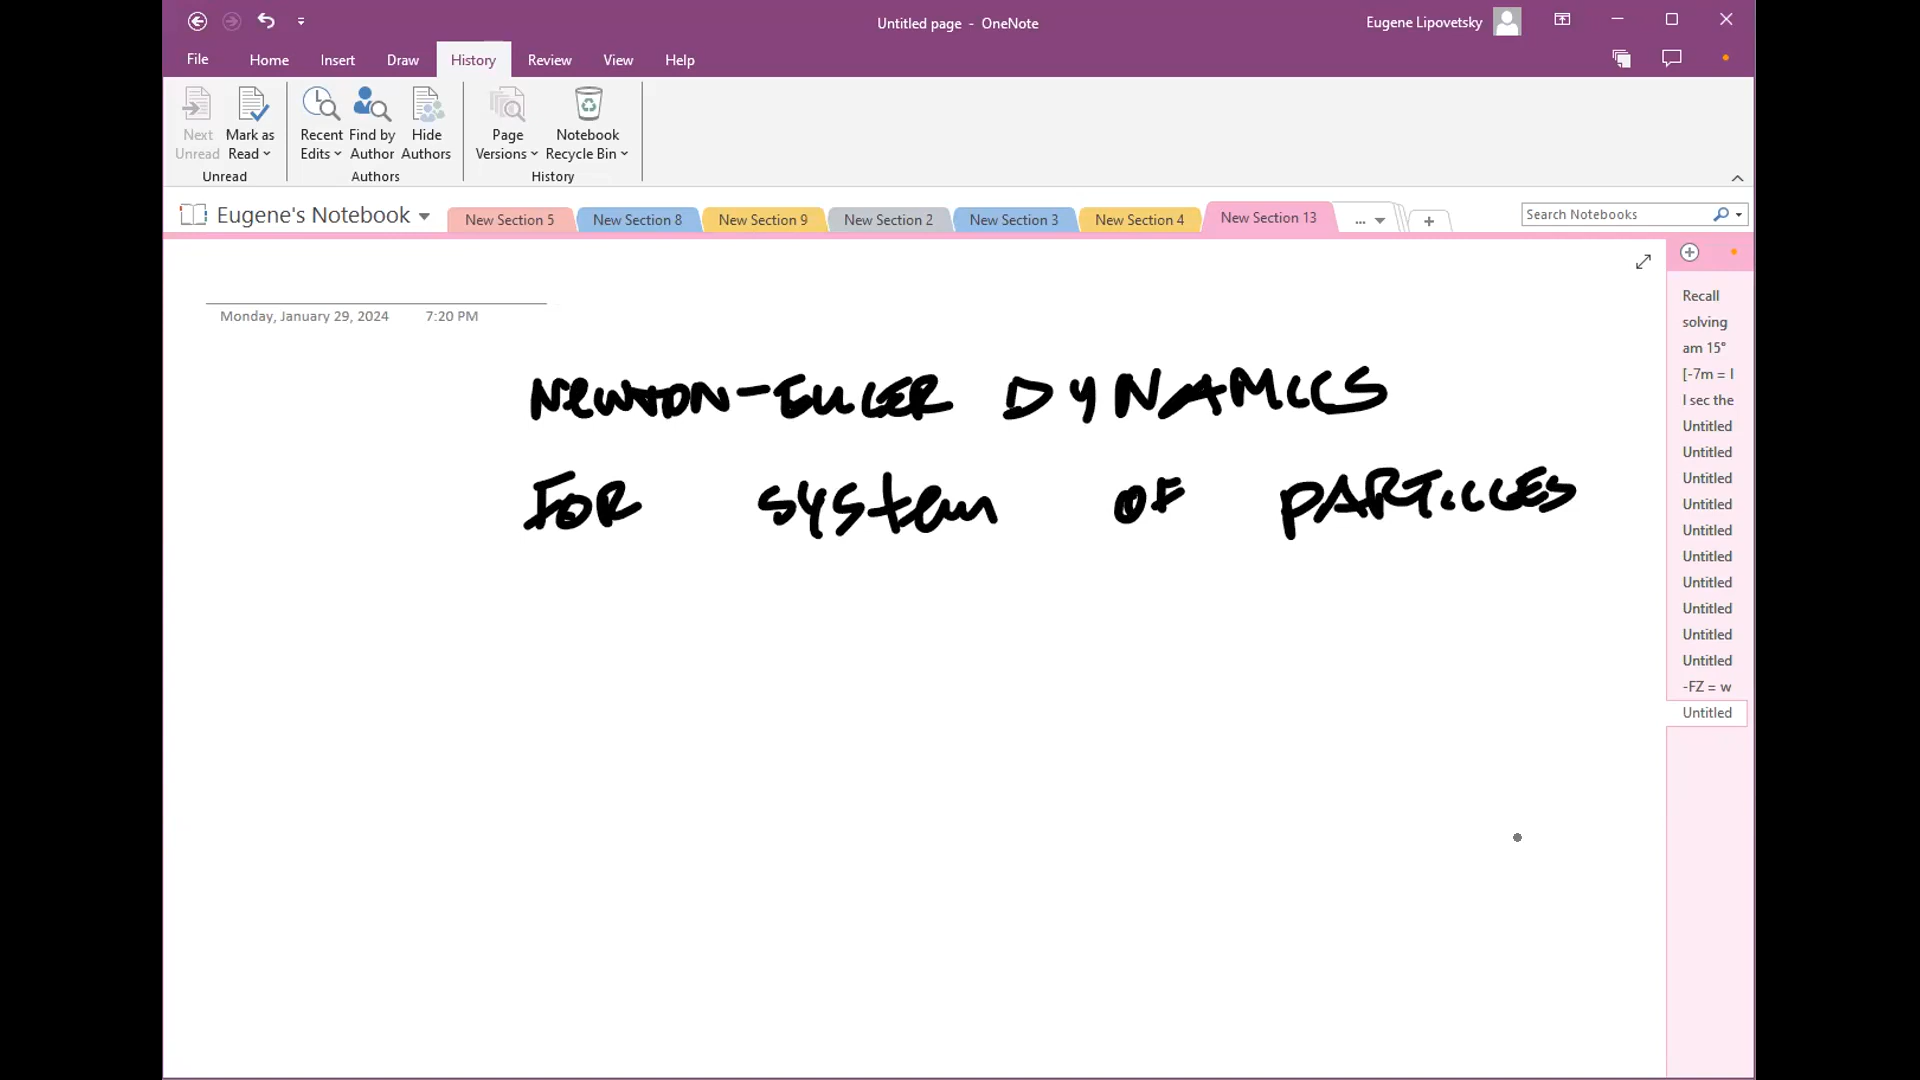 Untitled page - OneNote
Eugene Lipovetsky
File Home Insert Draw History Review View Help
Next Unread
Mark as Read
Recent Edits
Find by Author
Hide Authors
Page Versions
Notebook Recycle Bin
Unread Authors History
Eugene's Notebook New Section 5 New Section 8 New Section 9 New Section 2 New Section 3 New Section 4 New Section 13 ... Search Notebooks
Monday, January 29, 2024 7:20 PM
NEWTON-EULER DYNAMICS
FOR system OF PARTICLES
Recall
solving
am 15°
[-7m = l
I sec the
Untitled
Untitled
Untitled
Untitled
Untitled
Untitled
Untitled
Untitled
Untitled
Untitled
-FZ = w
Untitled